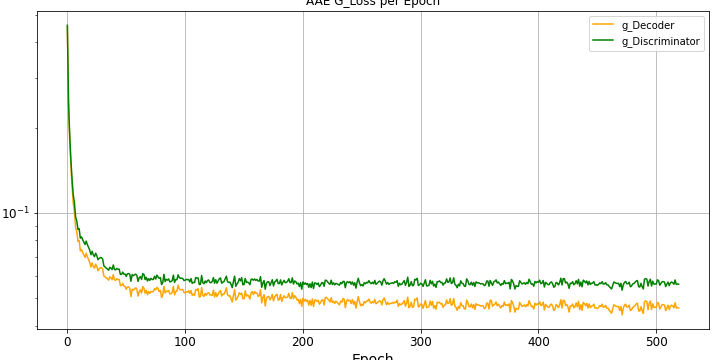 AAE G_Loss per Epoch
g_Decoder
g_Discriminator
10⁻¹
0 100 200 300 400 500
Epoch